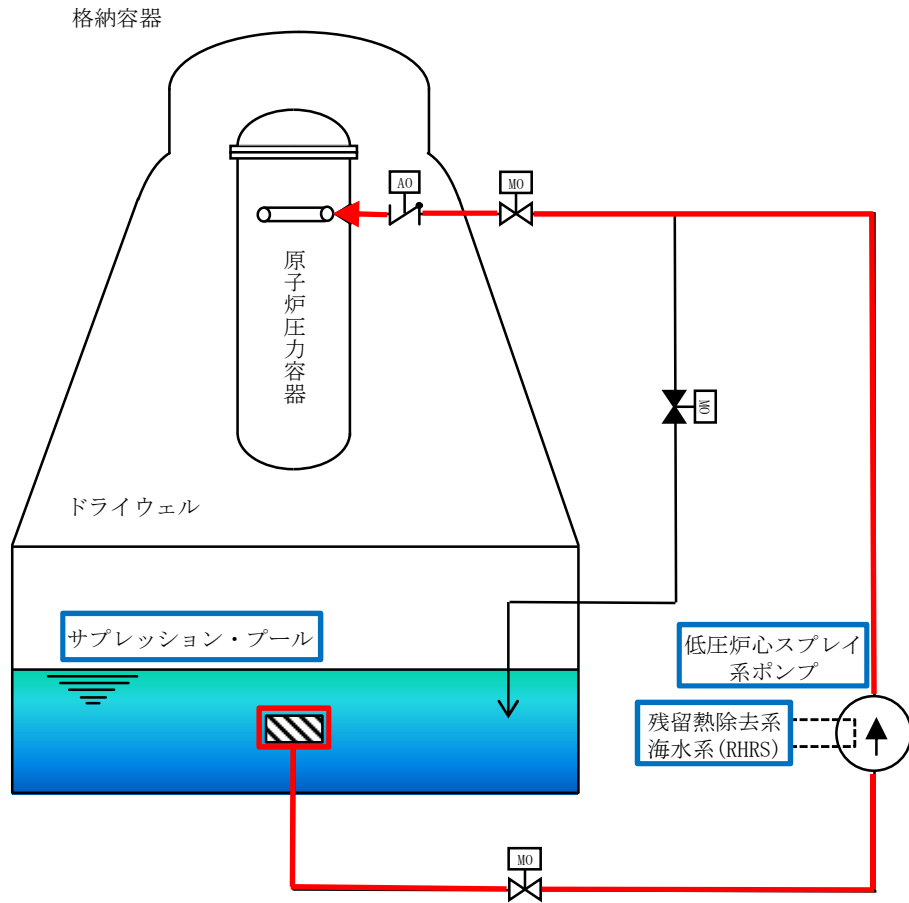 格納容器
AO
MO
原子炉圧力容器
MO
ドライウェル
サプレッション・プール
低圧炉心スプレイ
系ポンプ
残留熱除去系
海水系(RHRS)
MO